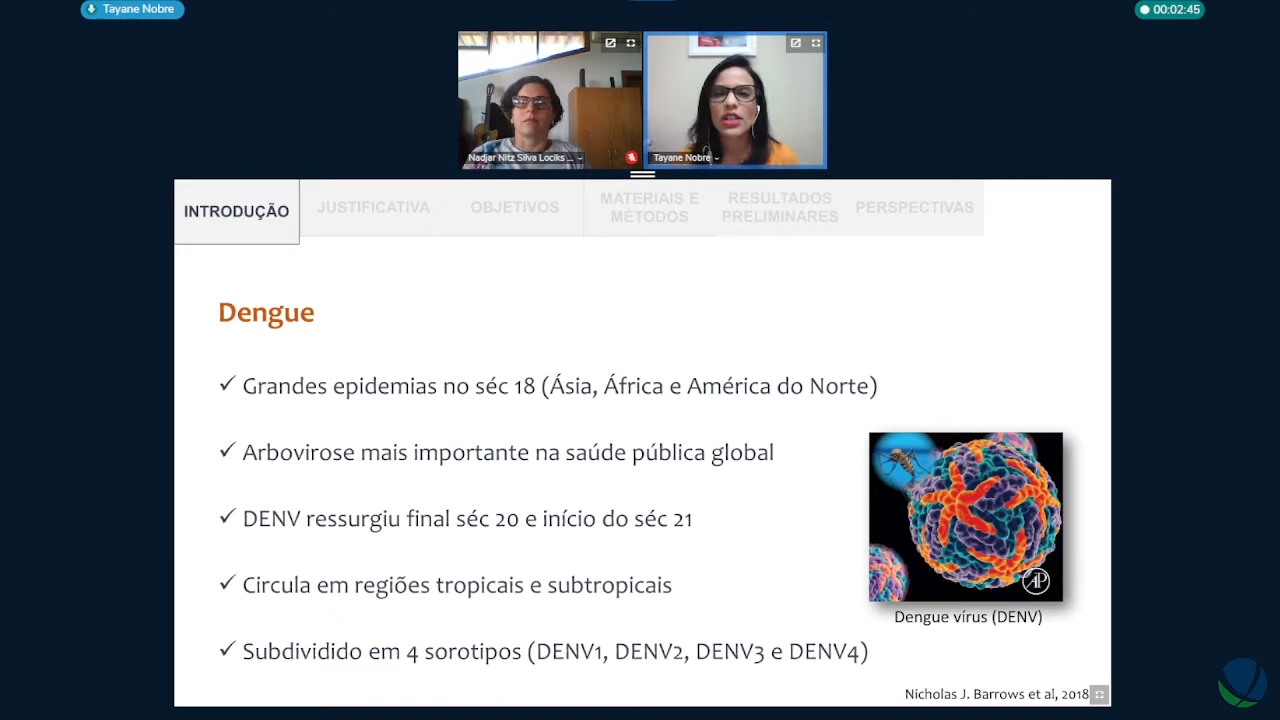 Tayane Nobre
00:02:45
Nadjar Nitz Silva Lociks ...
Tayane Nobre
INTRODUÇÃO
JUSTIFICATIVA
OBJETIVOS
MATERIAIS E
MÉTODOS
RESULTADOS
PRELIMINARES
PERSPECTIVAS
Dengue
✓ Grandes epidemias no séc 18 (Ásia, África e América do Norte)
✓ Arbovirose mais importante na saúde pública global
✓ DENV ressurgiu final séc 20 e início do séc 21
✓ Circula em regiões tropicais e subtropicais
✓ Subdividido em 4 sorotipos (DENV1, DENV2, DENV3 e DENV4)
AP
Dengue vírus (DENV)
Nicholas J. Barrows et al, 2018